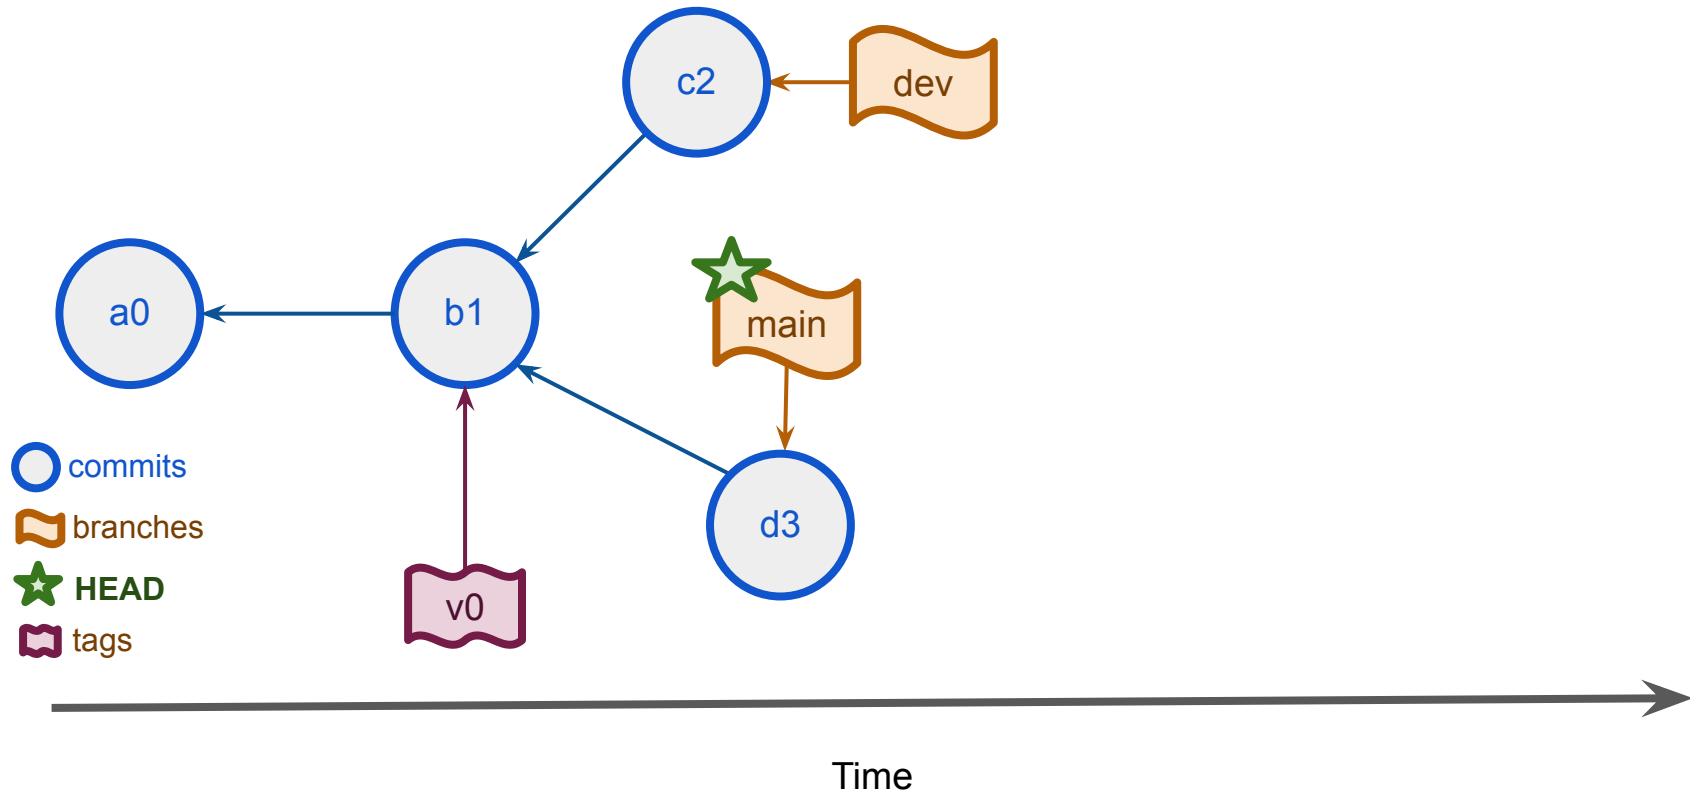 c2
dev
a0
b1
main
d3
commits
branches
HEAD
tags
v0
Time